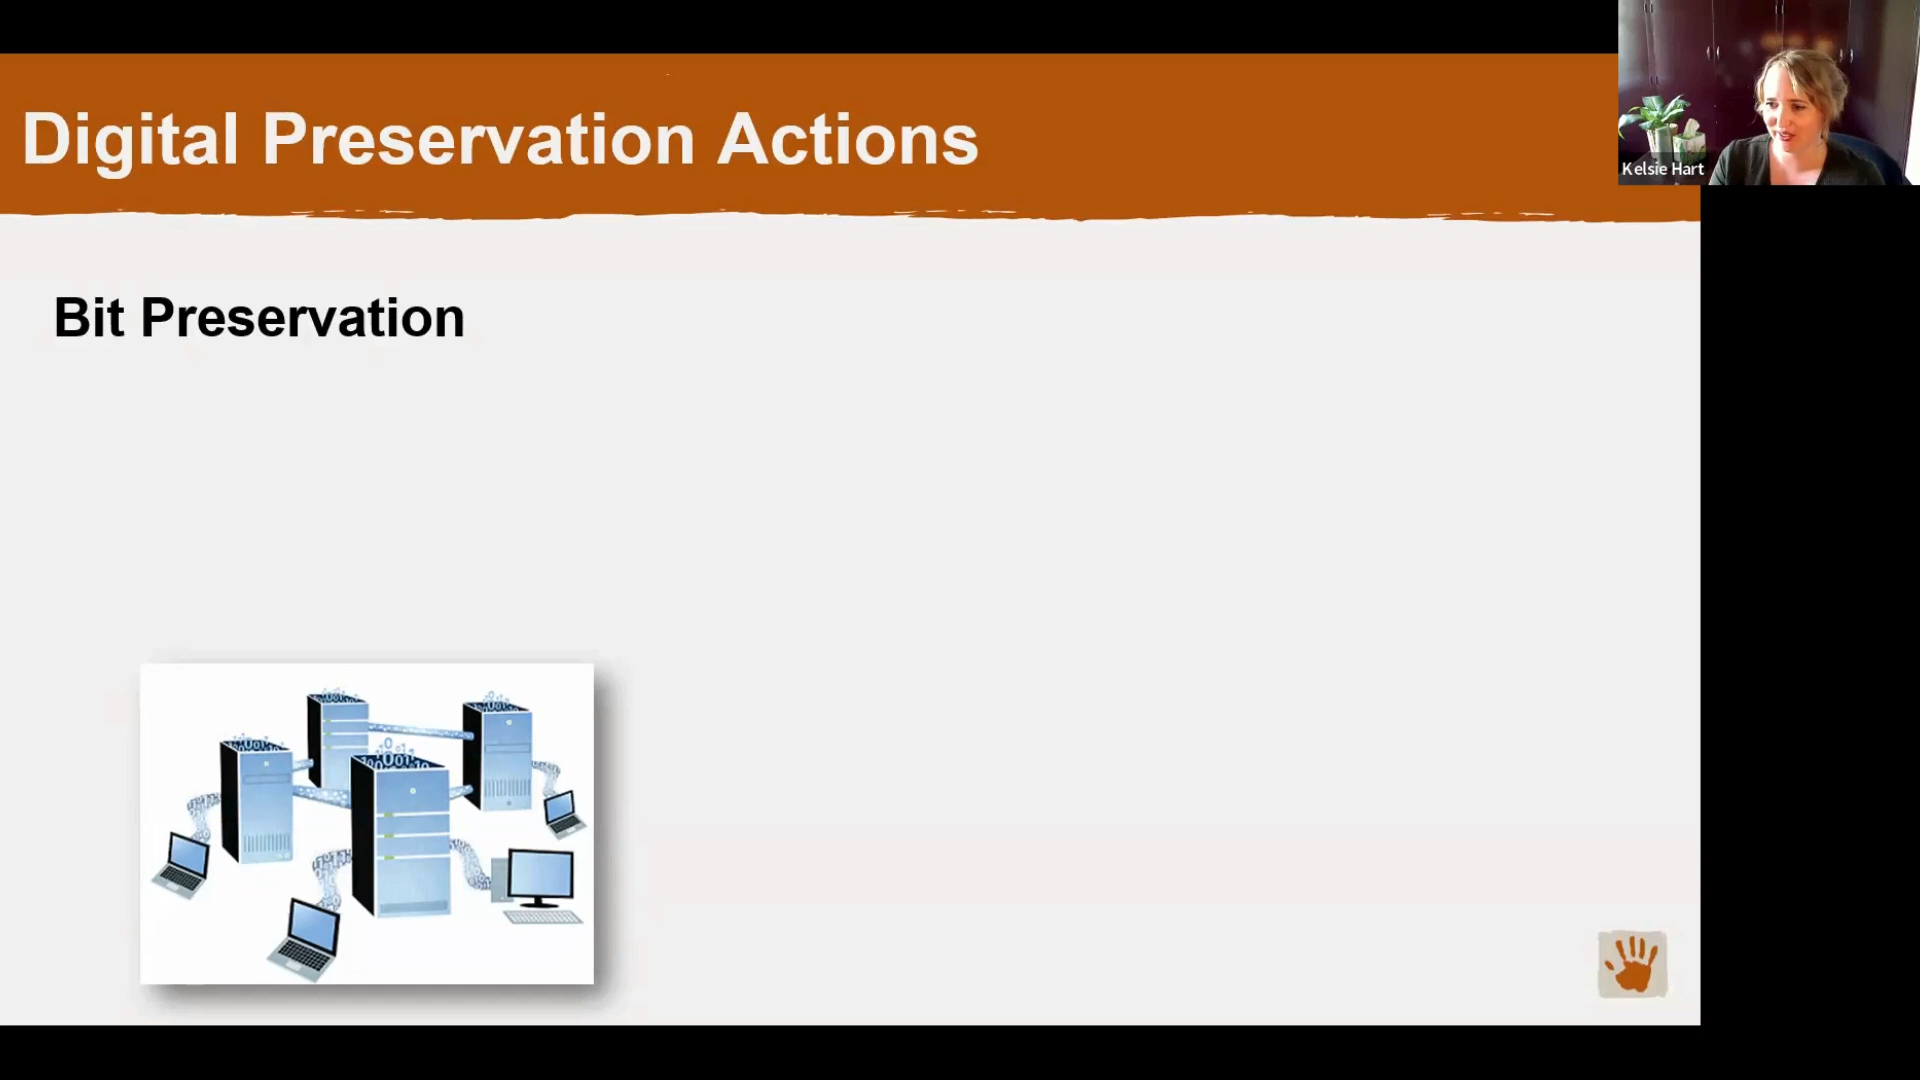 Digital Preservation Actions
Kelsie Hart
Bit Preservation